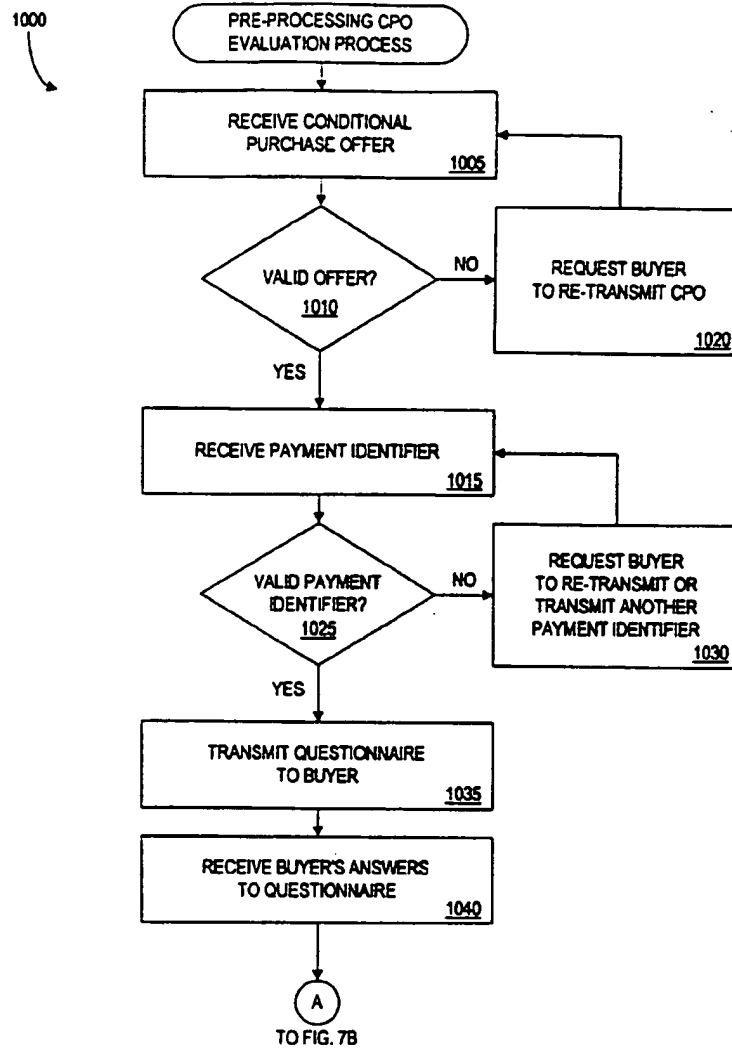 1000
PRE-PROCESSING CPO
EVALUATION PROCESS
RECEIVE CONDITIONAL
PURCHASE OFFER
1005
VALID OFFER?
1010
NO
REQUEST BUYER
TO RE-TRANSMIT CPO
1020
YES
RECEIVE PAYMENT IDENTIFIER
1015
VALID PAYMENT
IDENTIFIER?
1025
NO
REQUEST BUYER
TO RE-TRANSMIT OR
TRANSMIT ANOTHER
PAYMENT IDENTIFIER
1030
YES
TRANSMIT QUESTIONNAIRE
TO BUYER
1035
RECEIVE BUYER'S ANSWERS
TO QUESTIONNAIRE
1040
A
TO FIG. 7B